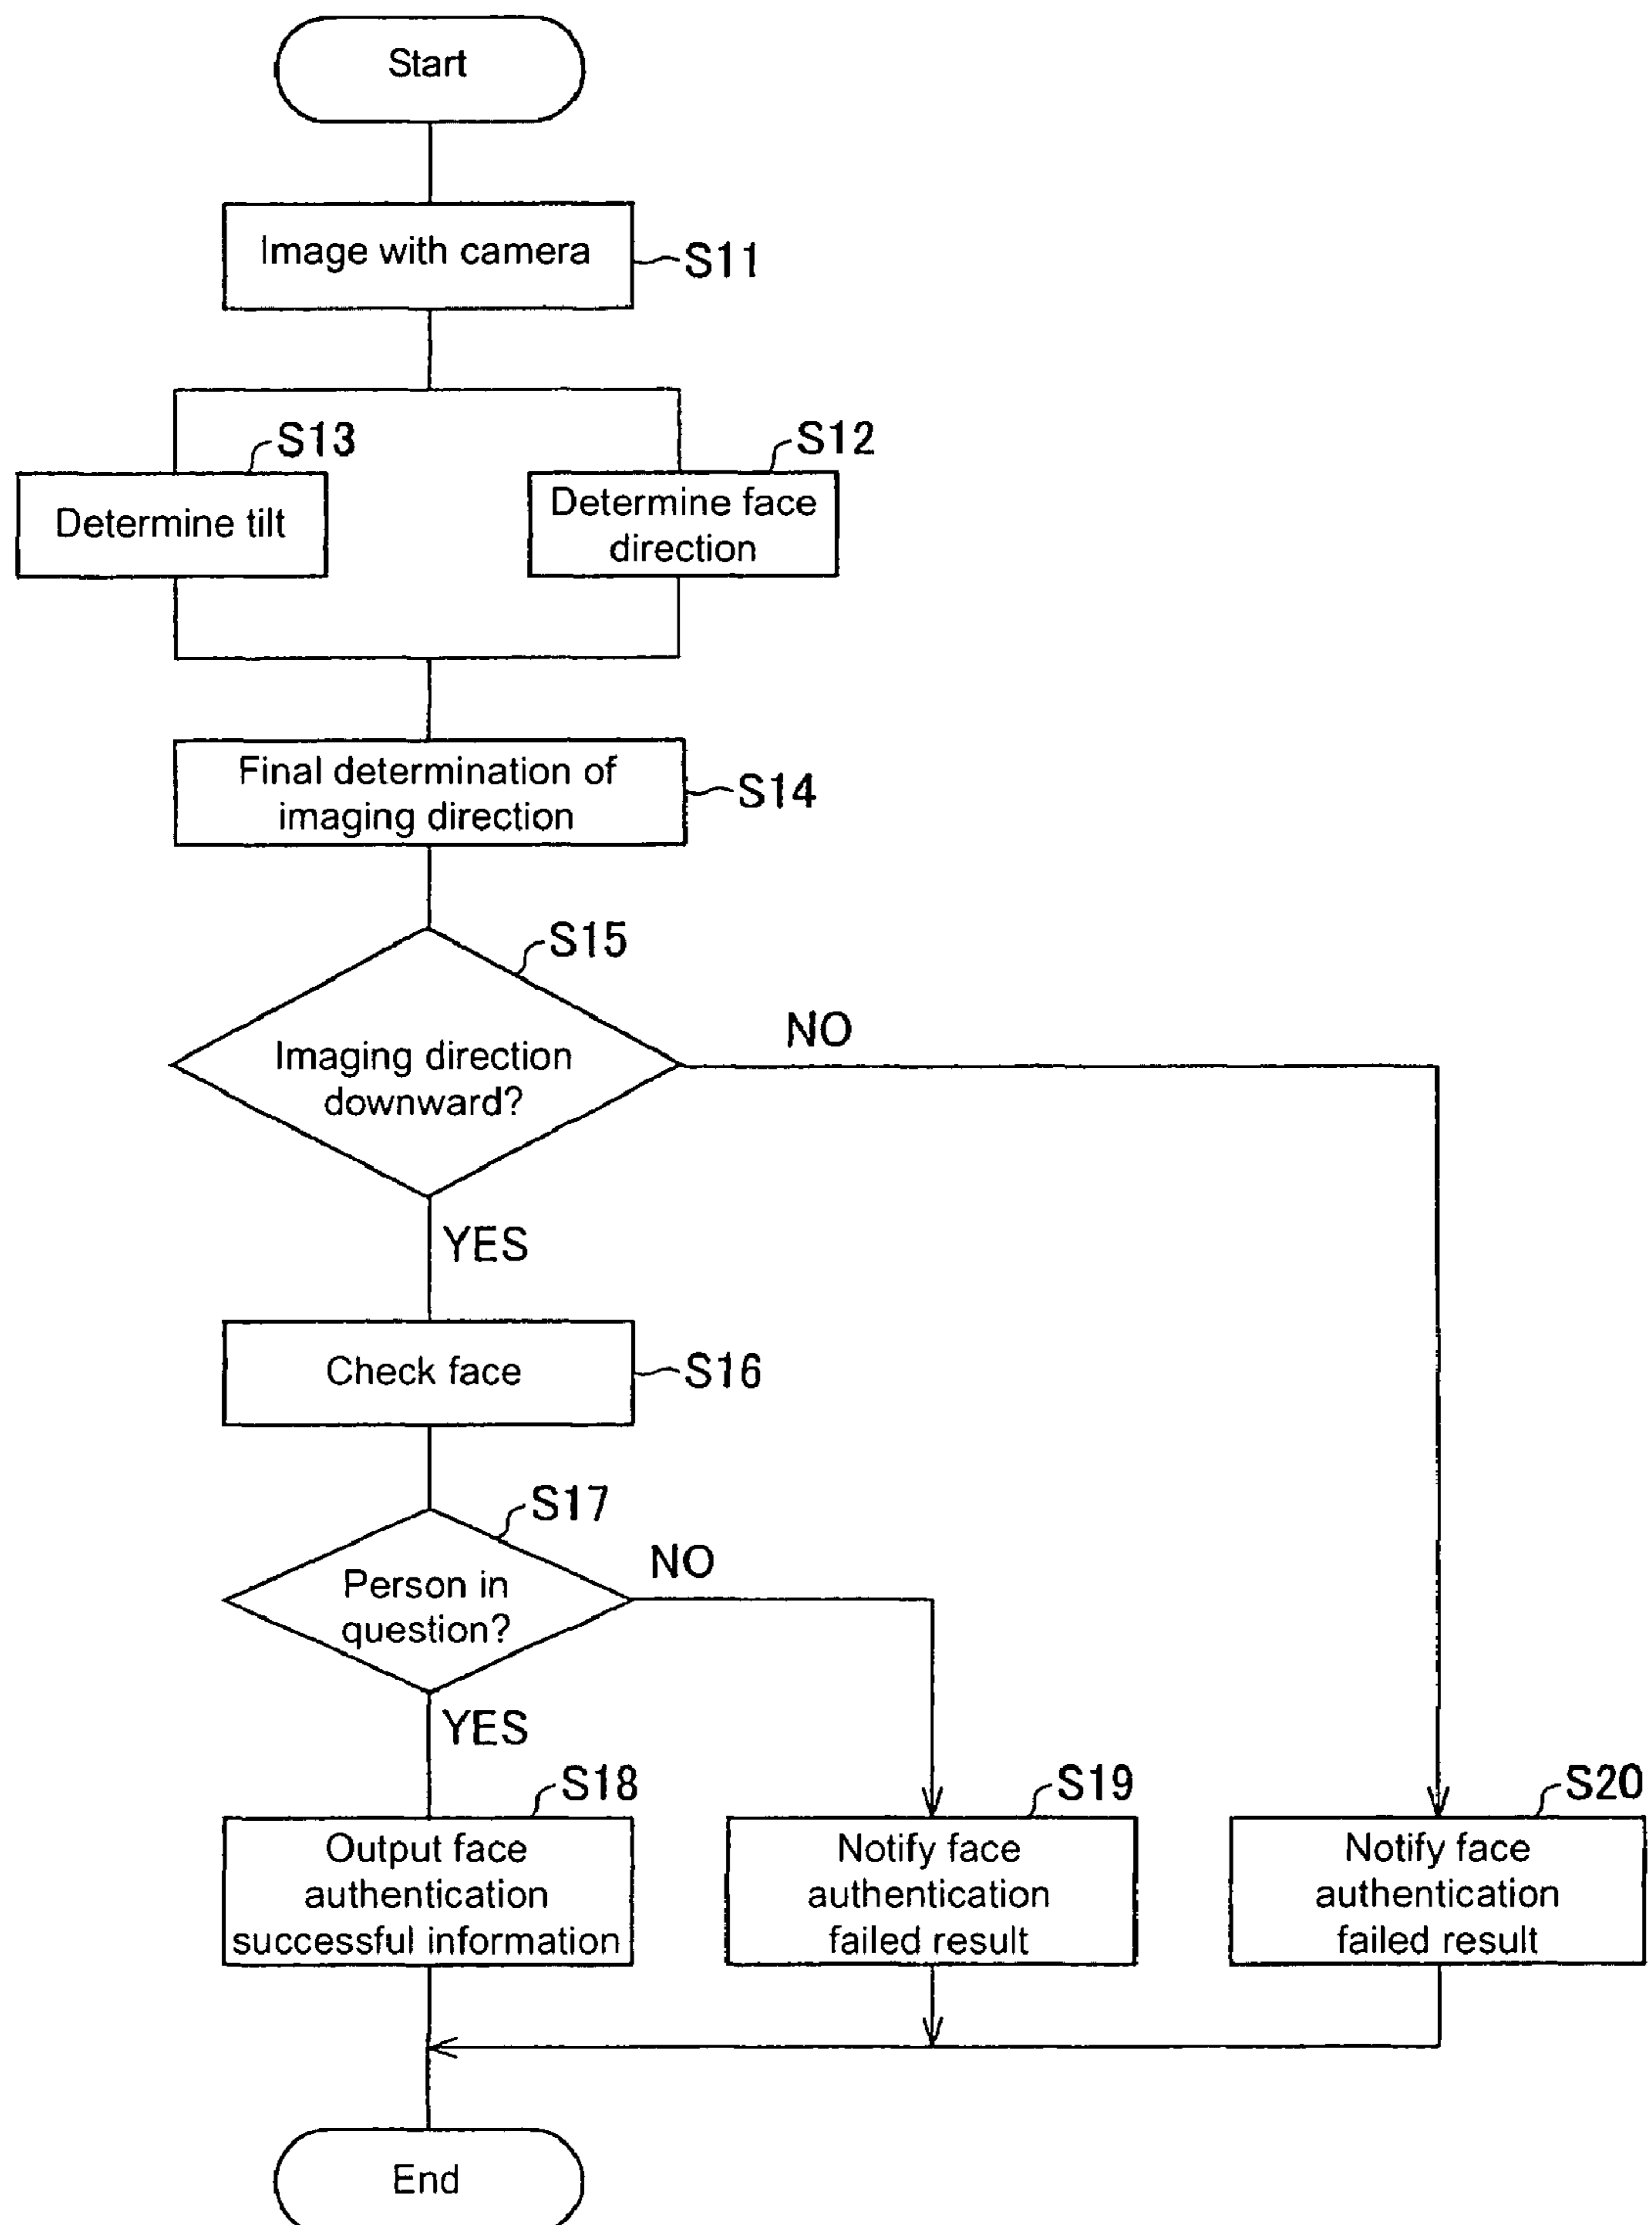 Start
Image with camera
S11
S13
S12
Determine tilt
Determine face
direction
Final determination of
imaging direction
S14
S15
NO
Imaging direction
downward?
YES
Check face
S16
S17
NO
Person in
question?
YES
S18
S19
S20
Output face
authentication
successful information
Notify face
authentication
failed result
Notify face
authentication
failed result
End